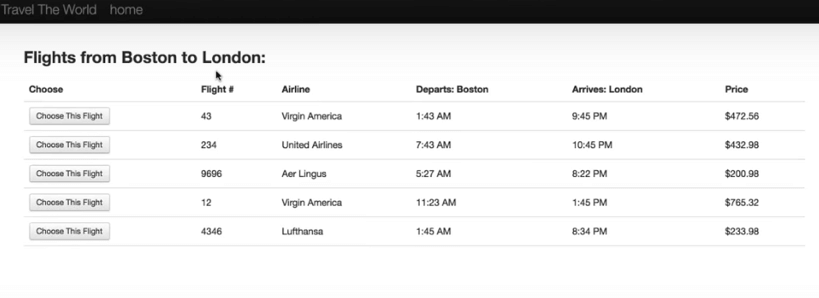 Travel The World home
Flights from Boston to London:
Choose Flight # Airline Departs: Boston Arrives: London Price
Choose This Flight 43 Virgin America 1:43 AM 9:45 PM $472.56
Choose This Flight 234 United Airlines 7:43 AM 10:45 PM $432.98
Choose This Flight 9696 Aer Lingus 5:27 AM 8:22 PM $200.98
Choose This Flight 12 Virgin America 11:23 AM 1:45 PM $765.32
Choose This Flight 4346 Lufthansa 1:45 AM 8:34 PM $233.98